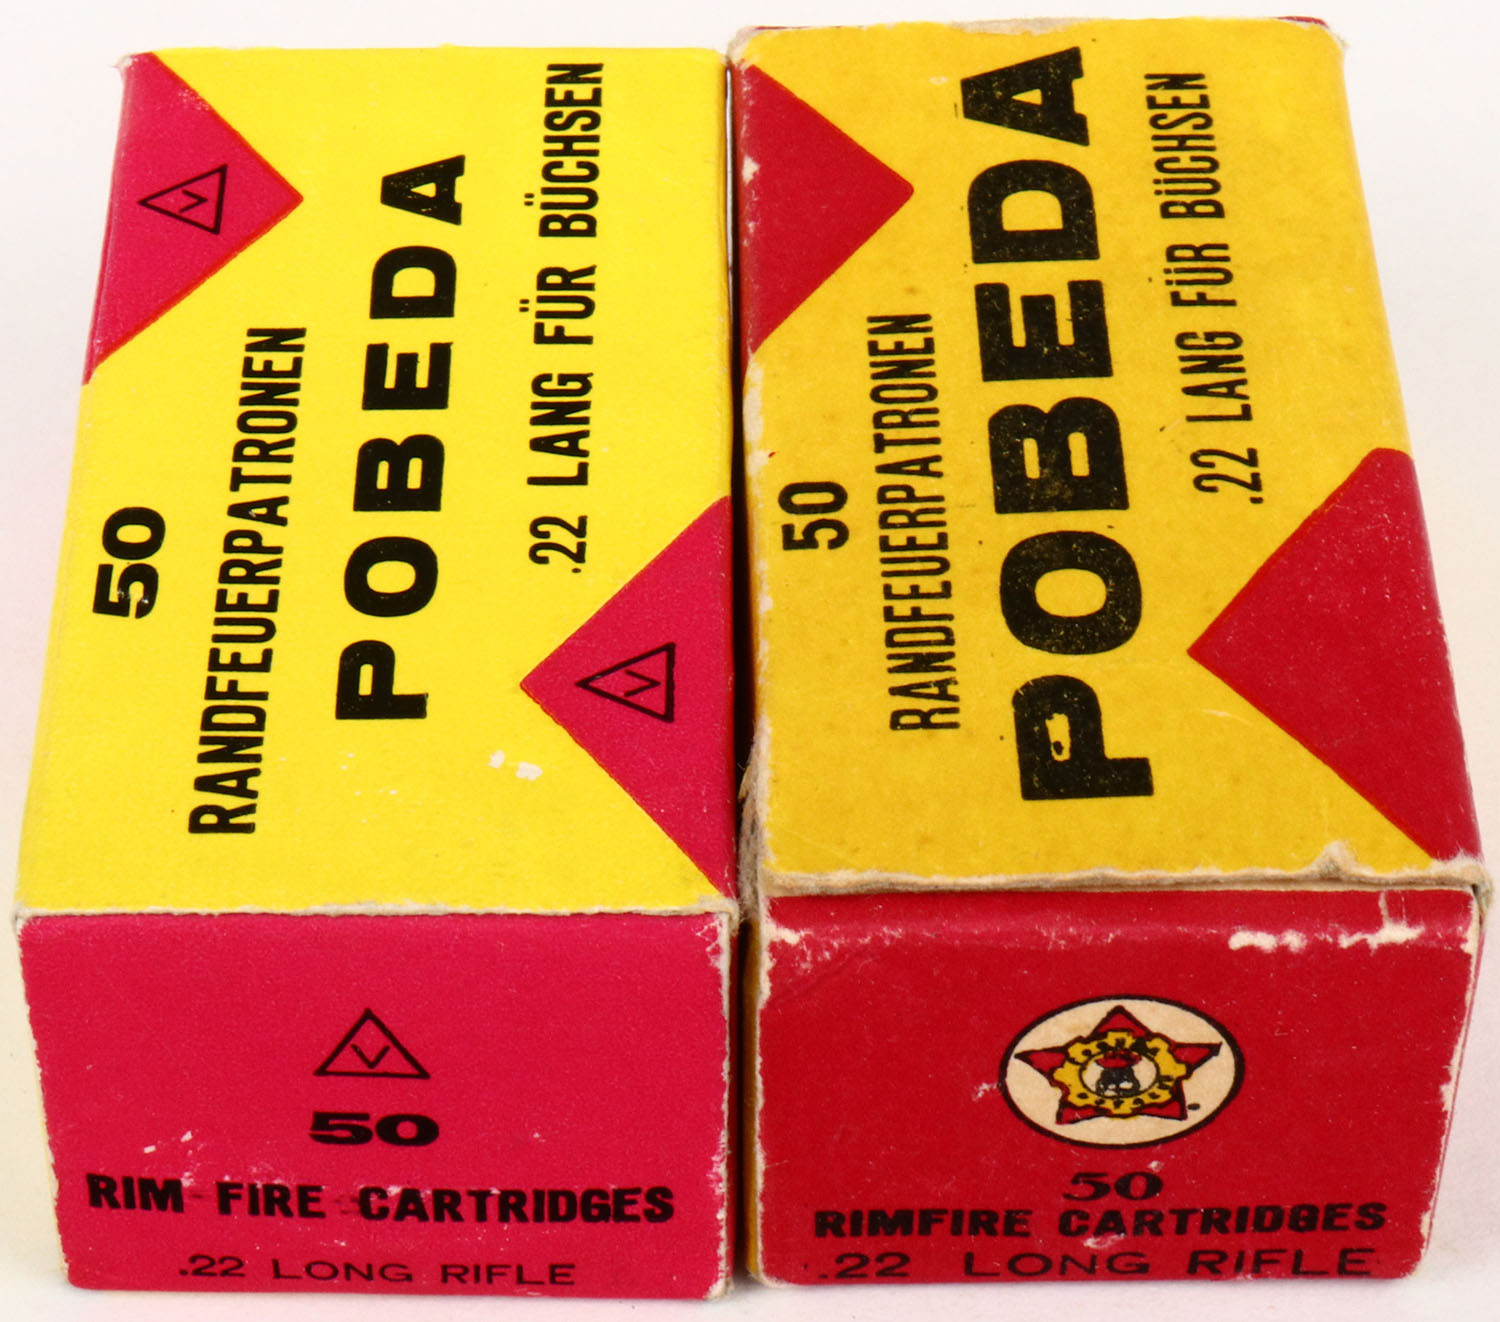 50
RANDFEUERPATRONEN
POBEDA
.22 LANG FÜR BÜCHSEN
V
V
V
50
RIM FIRE CARTRIDGES
.22 LONG RIFLE
50
RANDFEUERPATRONEN
POBEDA
.22 LANG FÜR BÜCHSEN
50
RIMFIRE CARTRIDGES
.22 LONG RIFLE